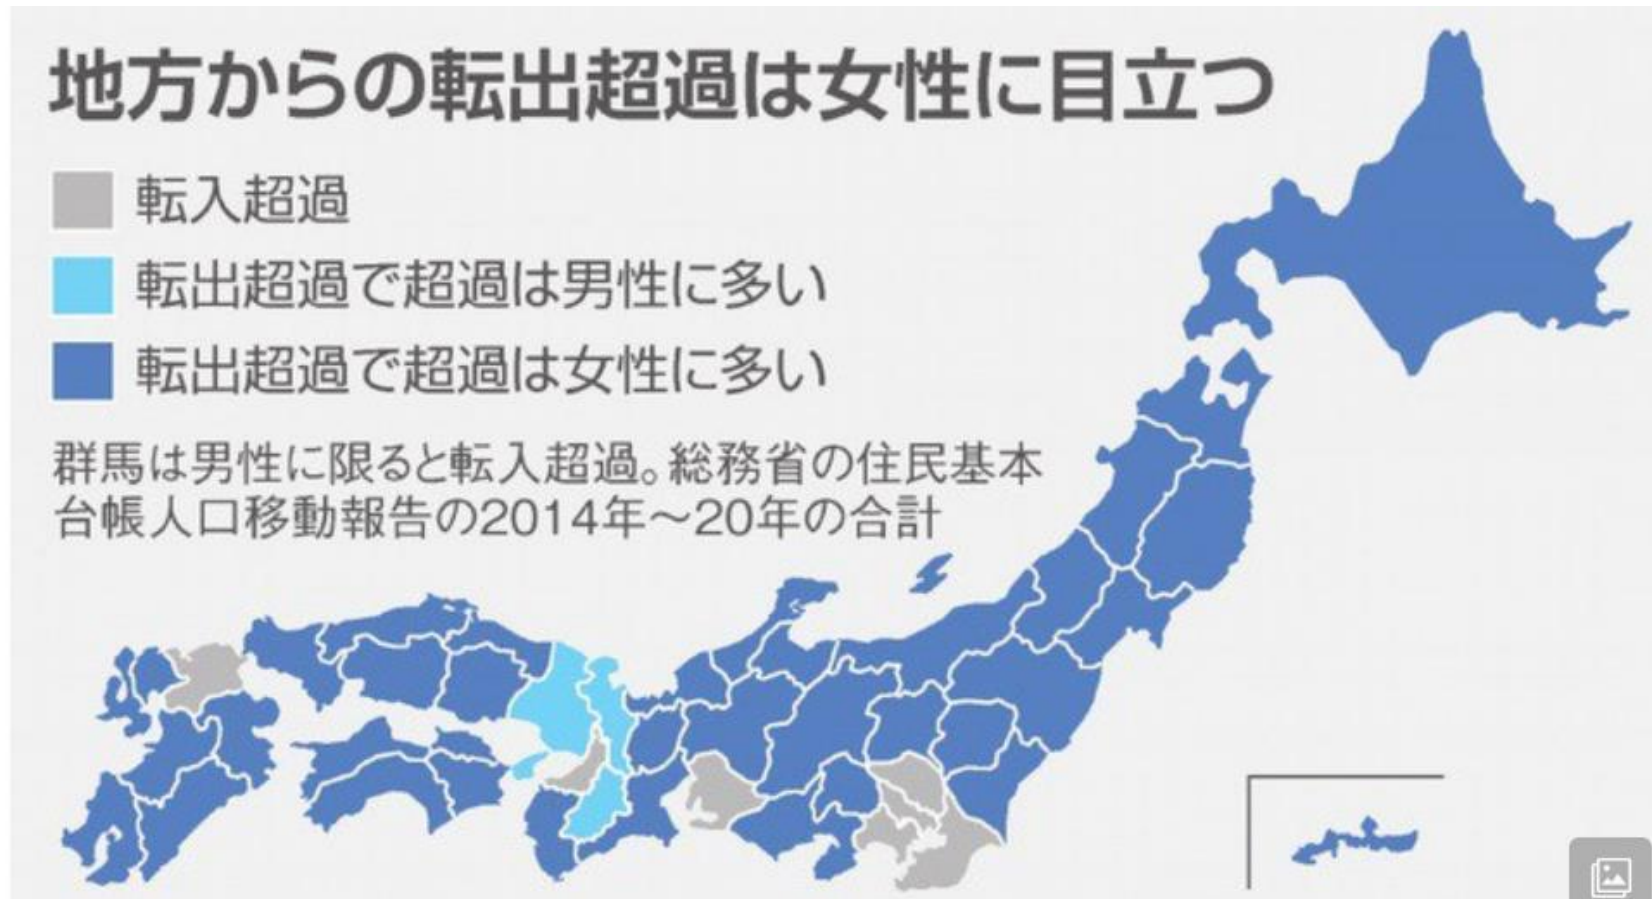 地方からの転出超過は女性に目立つ
転入超過
転出超過で超過は男性に多い
転出超過で超過は女性に多い
群馬は男性に限ると転入超過。総務省の住民基本
台帳人口移動報告の2014年〜20年の合計